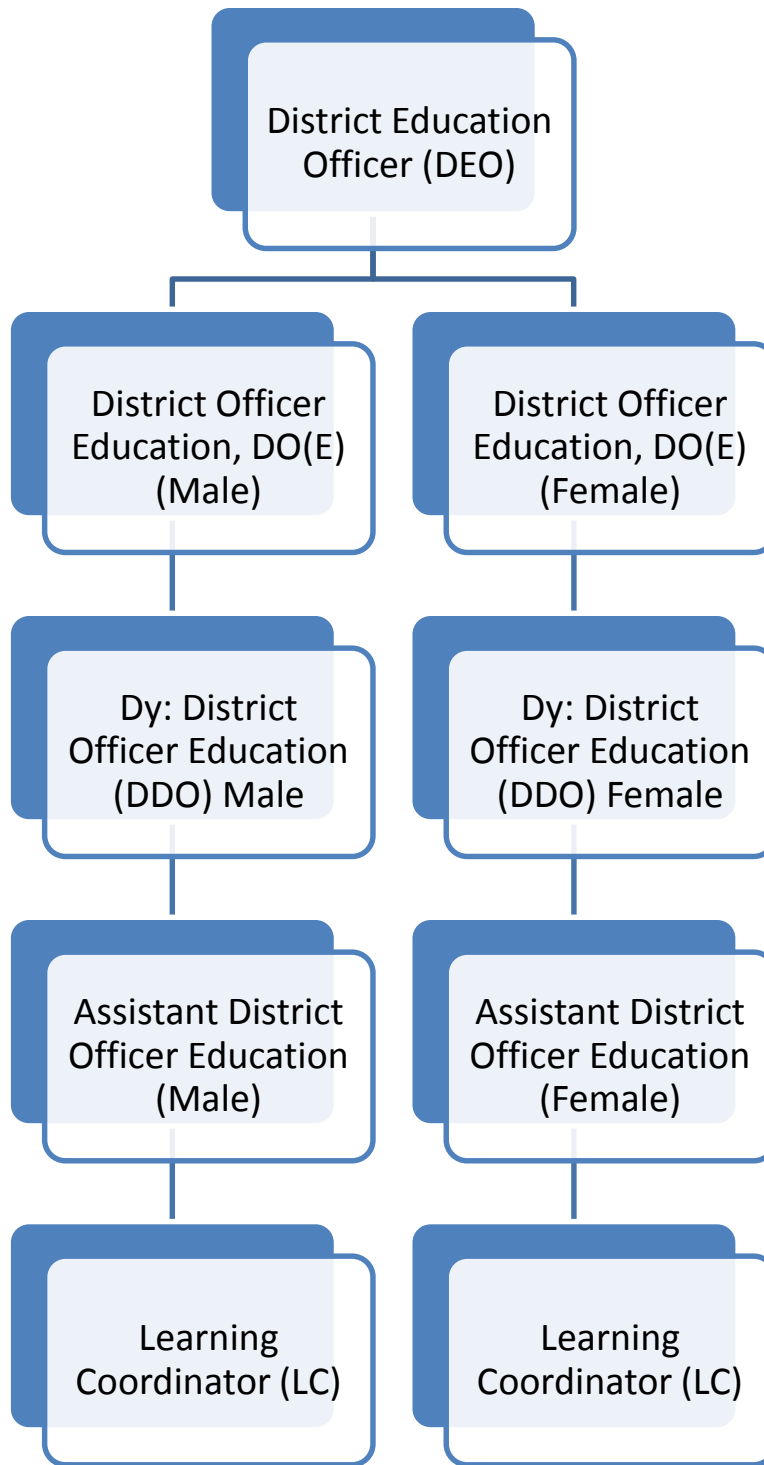 District Education
Officer (DEO)
District Officer
Education, DO(E)
(Male)
District Officer
Education, DO(E)
(Female)
Dy: District
Officer Education
(DDO) Male
Dy: District
Officer Education
(DDO) Female
Assistant District
Officer Education
(Male)
Assistant District
Officer Education
(Female)
Learning
Coordinator (LC)
Learning
Coordinator (LC)